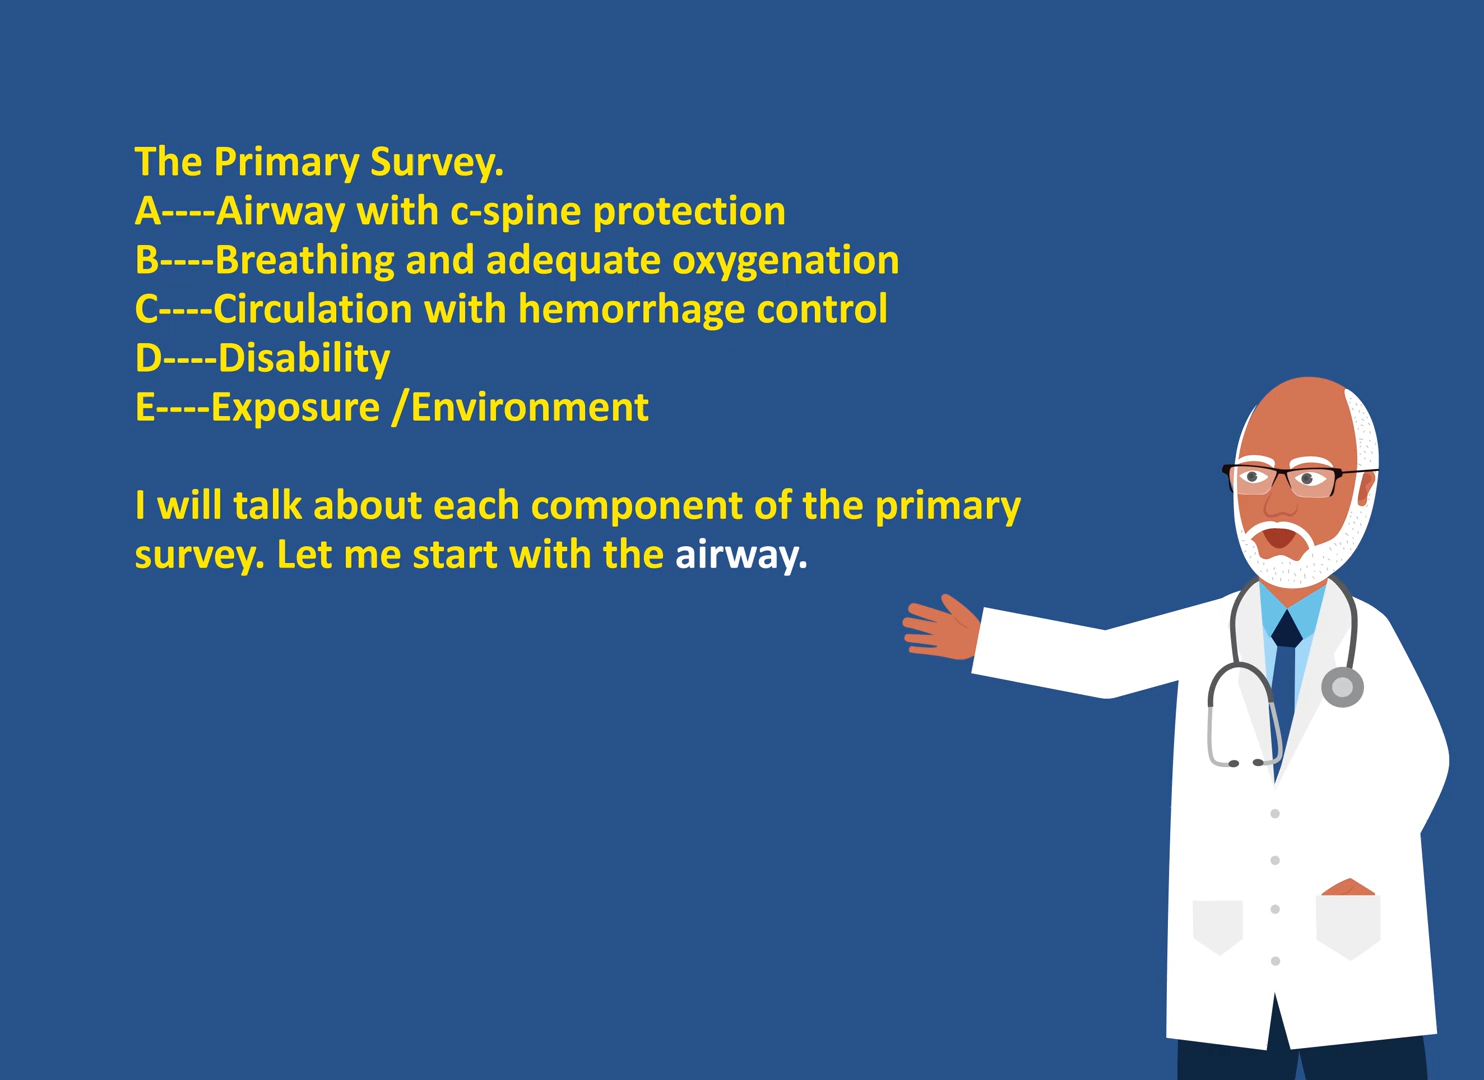 The Primary Survey.
A----Airway with c-spine protection
B----Breathing and adequate oxygenation
C----Circulation with hemorrhage control
D----Disability
E----Exposure /Environment
I will talk about each component of the primary
survey. Let me start with the airway.